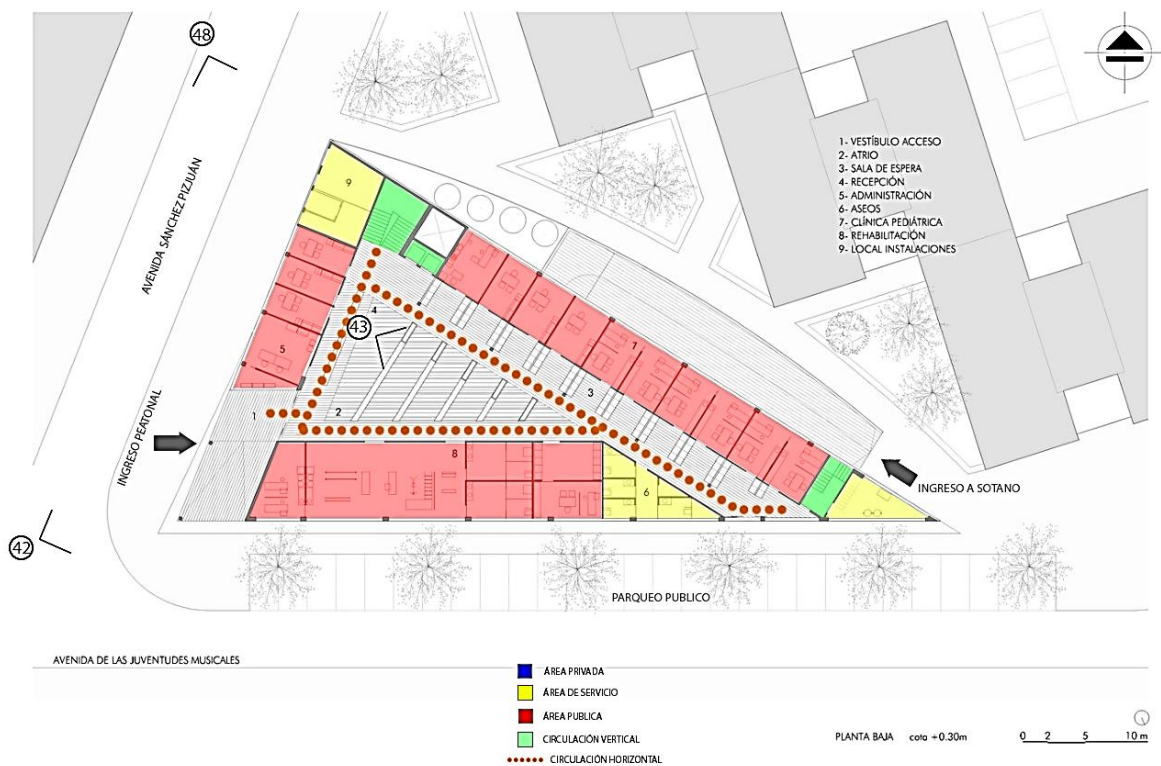 48
1- VESTÍBULO ACCESO
2- ATRIO
3- SALA DE ESPERA
4- RECEPCIÓN
5- ADMINISTRACIÓN
6- ASEOS
7- CLÍNICA PEDIÁTRICA
8- REHABILITACIÓN
9- LOCAL INSTALACIONES
AVENIDA SÁNCHEZ PIZJUÁN
9
4
43
7
5
3
1
2
INGRESO PEATONAL
8
6
INGRESO A SOTANO
42
PARQUEO PUBLICO
AVENIDA DE LAS JUVENTUDES MUSICALES
ÁREA PRIVADA
ÁREA DE SERVICIO
ÁREA PUBLICA
CIRCULACIÓN VERTICAL
CIRCULACIÓN HORIZONTAL
PLANTA BAJA cota +0.30m
0 2 5 10 m